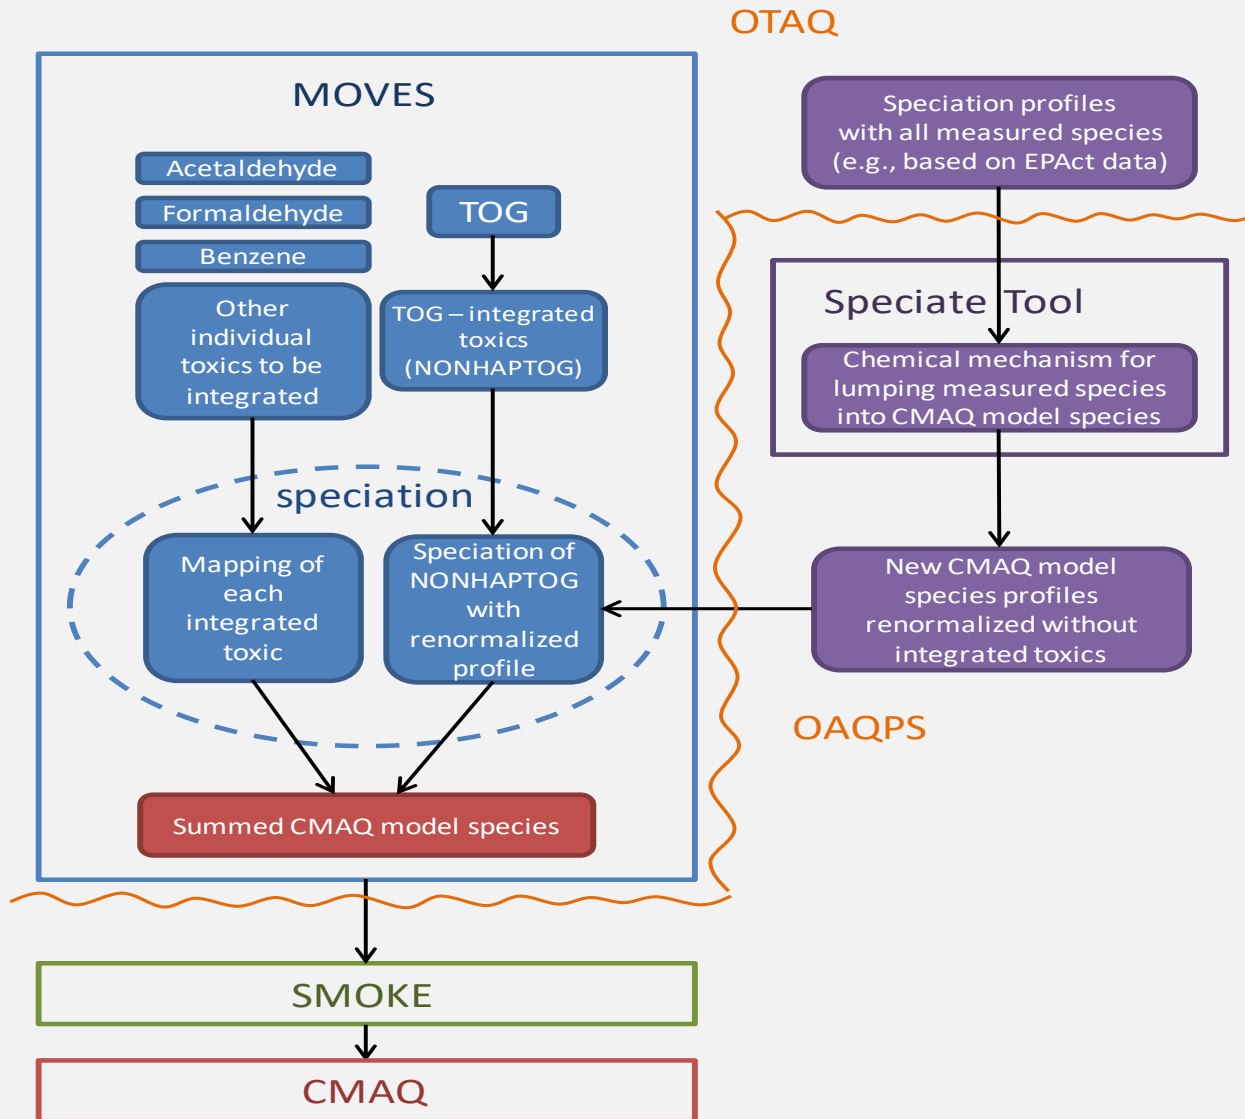 OTAQ
MOVES
Acetaldehyde
Formaldehyde
Benzene
Other
individual
toxics to be
integrated
TOG
TOG – integrated
toxics
(NONHAPTOG)
speciation
Mapping of
each
integrated
toxic
Speciation of
NONHAPTOG
with
renormalized
profile
Summed CMAQ model species
SMOKE
CMAQ
Speciation profiles
with all measured species
(e.g., based on EPAct data)
Speciate Tool
Chemical mechanism for
lumping measured species
into CMAQ model species
New CMAQ model
species profiles
renormalized without
integrated toxics
OAQPS